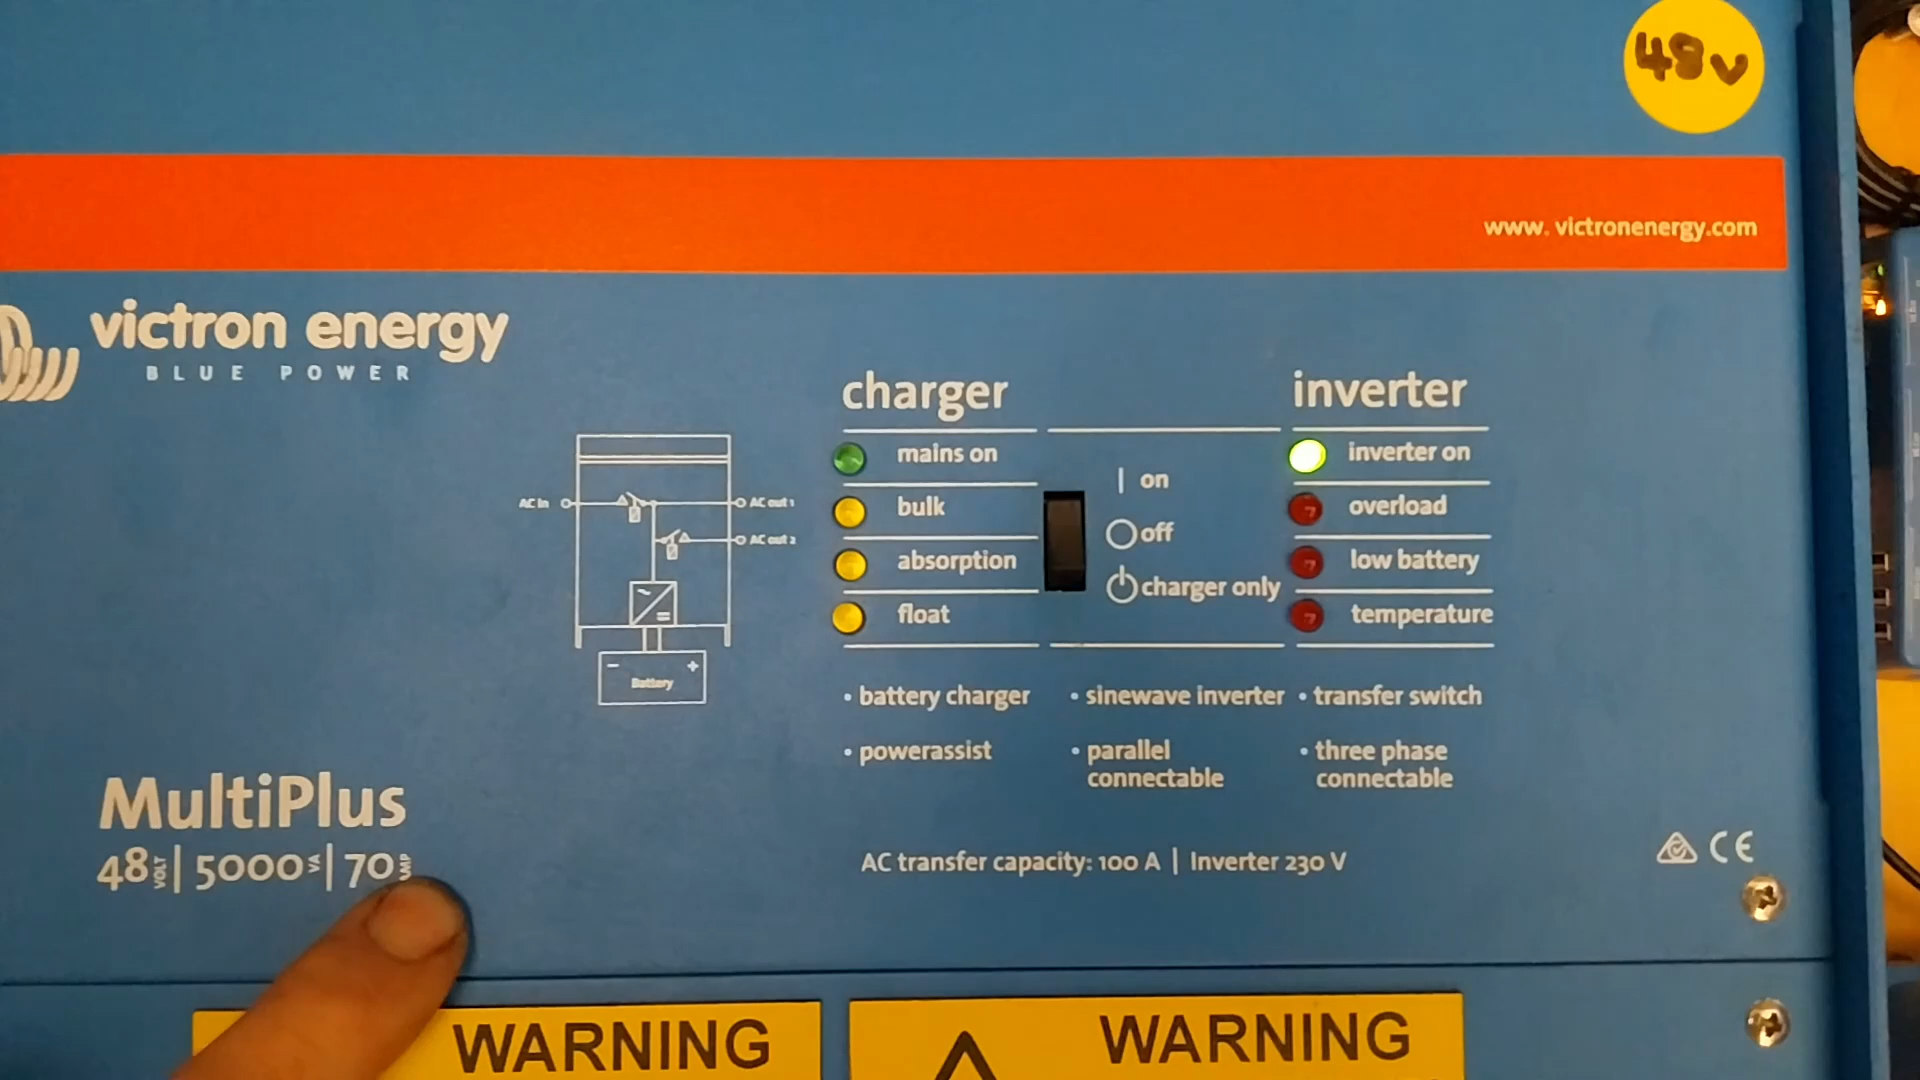 48v
www. victronenergy.com
victron energy
BLUE POWER
charger
inverter
mains on
bulk
absorption
float
on
off
charger only
inverter on
overload
low battery
temperature
AC in
AC out 1
AC out 2
- +
Battery
• battery charger
• sinewave inverter
• transfer switch
• powerassist
• parallel
connectable
• three phase
connectable
MultiPlus
48 VOLT | 5000 VA | 70 AMP
AC transfer capacity: 100 A | Inverter 230 V
CE
WARNING
WARNING